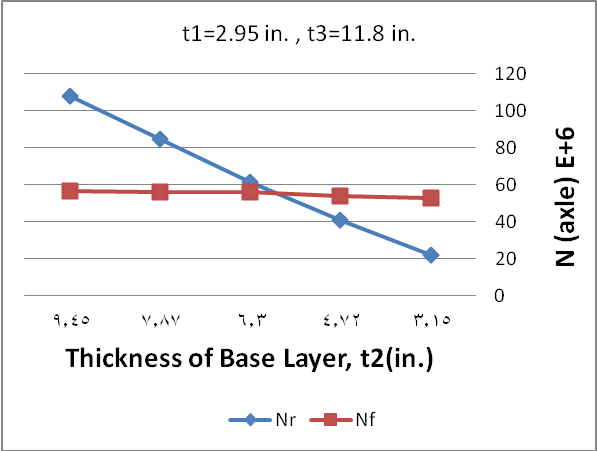 t1=2.95 in. , t3=11.8 in.
120
100
80
60
40
20
0
N (axle) E+6
٩,٤٥ ٧,٨٧ ٦,٣ ٤,٧٢ ٣,١٥
Thickness of Base Layer, t2(in.)
Nr Nf